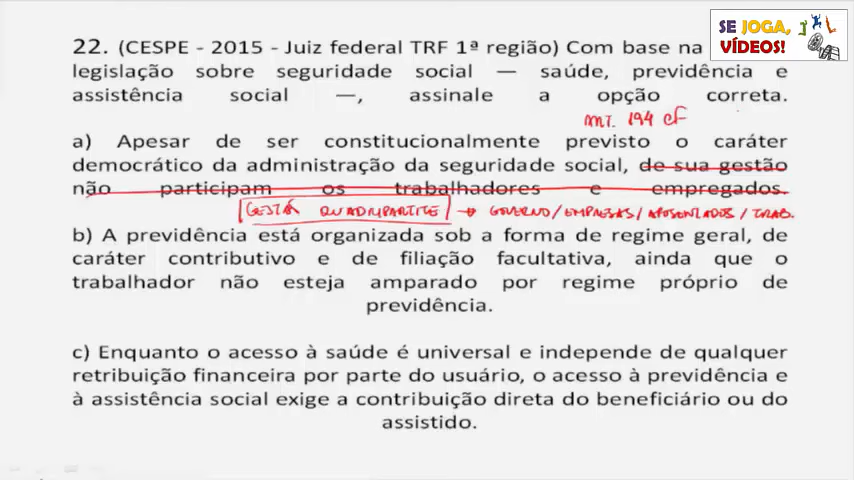 SE JOGA,
VÍDEOS!
22. (CESPE - 2015 - Juiz federal TRF 1ª região) Com base na
legislação sobre seguridade social — saúde, previdência e
assistência social —, assinale a opção correta.
ART. 194 CF
a) Apesar de ser constitucionalmente previsto o caráter
democrático da administração da seguridade social, de sua gestão
não participam os trabalhadores e empregados.
GESTÃO QUADRIPARTITE → GOVERNO/EMPRESAS/APOSENTADOS/TRAB.
b) A previdência está organizada sob a forma de regime geral, de
caráter contributivo e de filiação facultativa, ainda que o
trabalhador não esteja amparado por regime próprio de
previdência.
c) Enquanto o acesso à saúde é universal e independe de qualquer
retribuição financeira por parte do usuário, o acesso à previdência e
à assistência social exige a contribuição direta do beneficiário ou do
assistido.